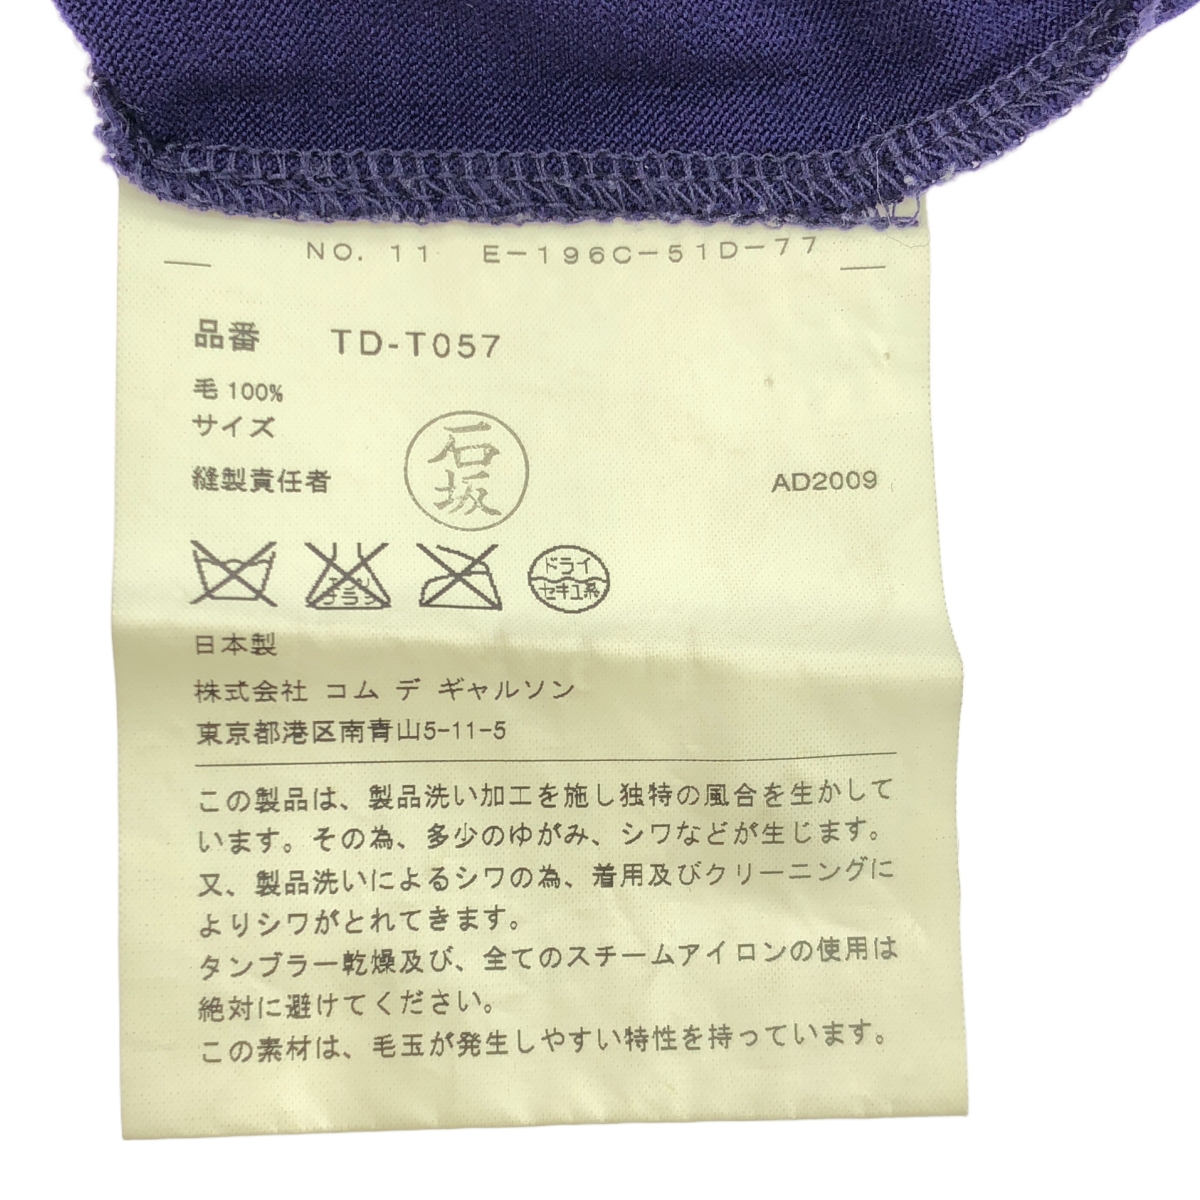 NO. 11 E-196C-51D-77
品番 TD-T057
毛 100%
サイズ
石坂
縫製責任者 AD2009
エンソ
ブラシ
ドライ
セキユ系
日本製
株式会社 コム デ ギャルソン
東京都港区南青山5-11-5
この製品は、製品洗い加工を施し独特の風合を生かして
います。その為、多少のゆがみ、シワなどが生じます。
又、製品洗いによるシワの為、着用及びクリーニングに
よりシワがとれてきます。
タンブラー乾燥及び、全てのスチームアイロンの使用は
絶対に避けてください。
この素材は、毛玉が発生しやすい特性を持っています。